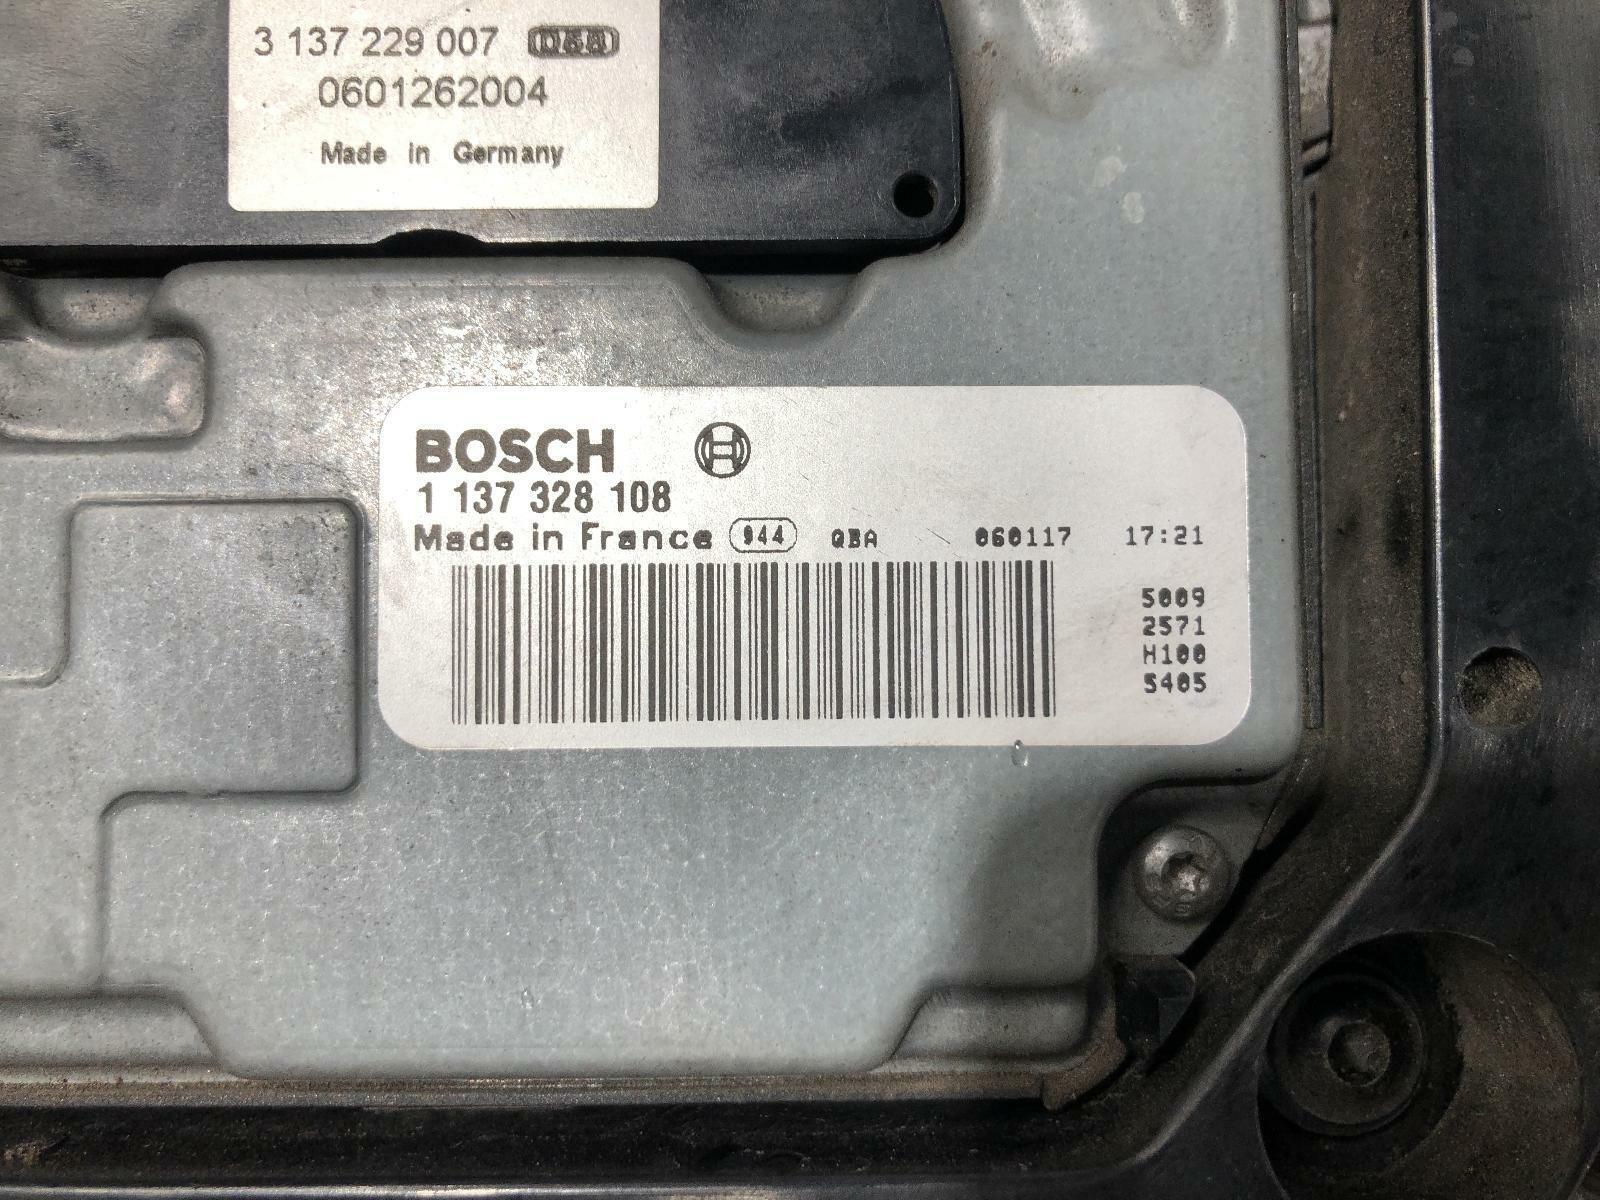 3 137 229 007
0601262004
Made in Germany
BOSCH
1 137 328 108
Made in France 944 QBA 060117 17:21
5009
2571
H100
5405